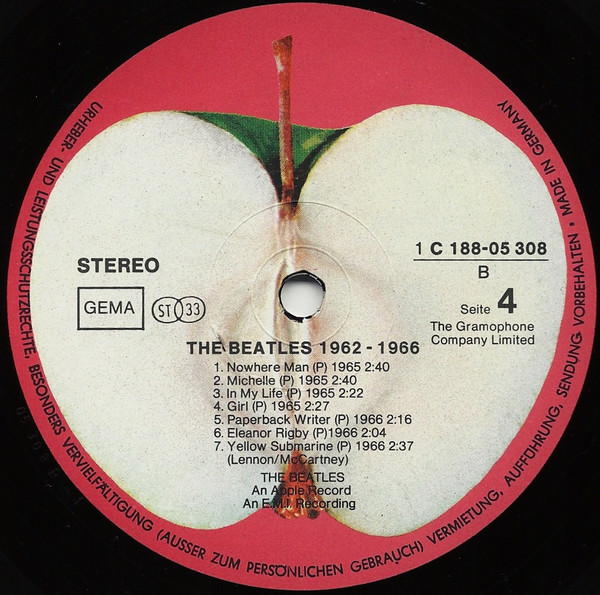 URHEBER- UND LEISTUNGSSCHUTZRECHTE, BESONDERS VERVIELFÄLTIGUNG (AUSSER ZUM PERSÖNLICHEN GEBRAUCH) VERMIETUNG, AUFFÜHRUNG, SENDUNG VORBEHALTEN • MADE IN GERMANY
STEREO
GEMA
ST 33
1 C 188-05 308
B
Seite 4
The Gramophone
Company Limited
THE BEATLES 1962 - 1966
1. Nowhere Man (P) 1965 2:40
2. Michelle (P) 1965 2:40
3. In My Life (P) 1965 2:22
4. Girl (P) 1965 2:27
5. Paperback Writer (P) 1966 2:16
6. Eleanor Rigby (P)1966 2:04
7. Yellow Submarine (P) 1966 2:37
(Lennon/McCartney)
THE BEATLES
An Apple Record
An E.M.I. Recording